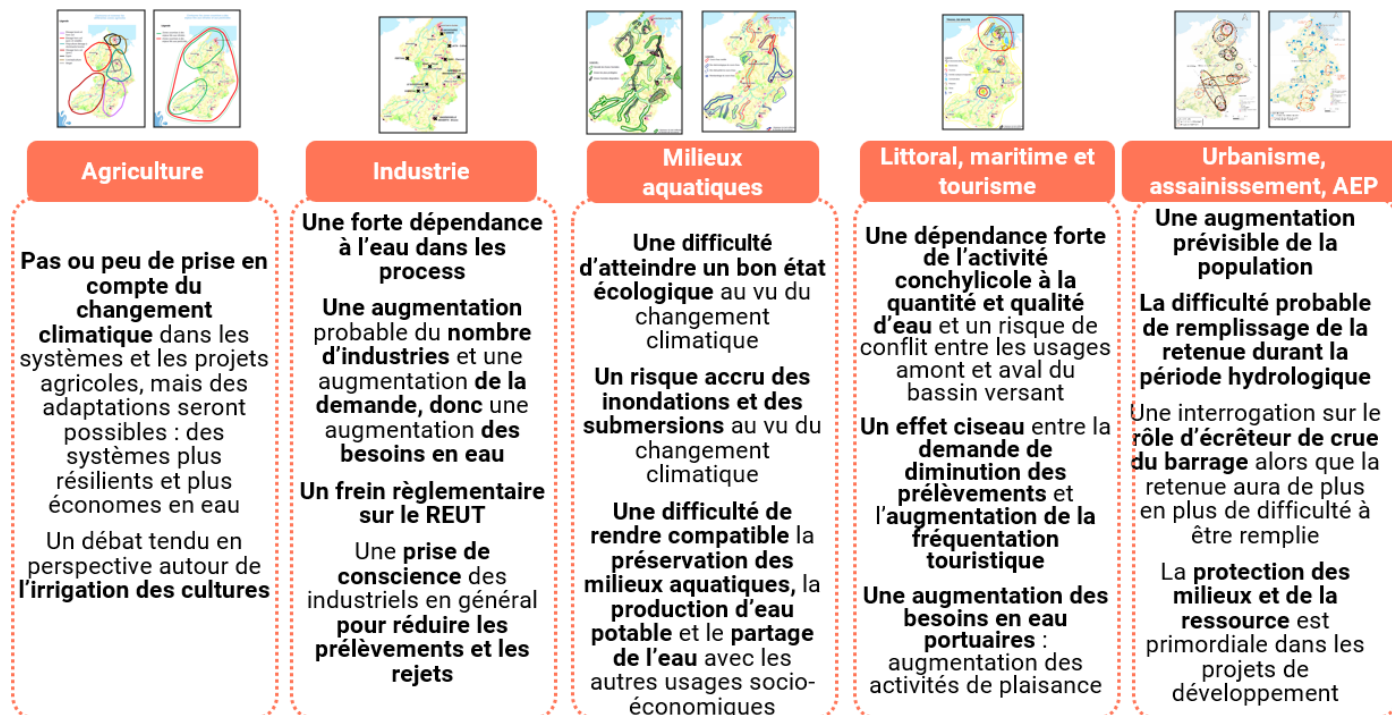 Agriculture
Pas ou peu de prise en
compte du
changement
climatique dans les
systèmes et les projets
agricoles, mais des
adaptations seront
possibles : des
systèmes plus
résilients et plus
économes en eau
Un débat tendu en
perspective autour de
l’irrigation des cultures
Industrie
Une forte dépendance
à l’eau dans les
process
Une augmentation
probable du nombre
d’industries et une
augmentation de la
demande, donc une
augmentation des
besoins en eau
Un frein règlementaire
sur le REUT
Une prise de
conscience des
industriels en général
pour réduire les
prélèvements et les
rejets
Milieux
aquatiques
Une difficulté
d’atteindre un bon état
écologique au vu du
changement
climatique
Un risque accru des
inondations et des
submersions au vu du
changement
climatique
Une difficulté de
rendre compatible la
préservation des
milieux aquatiques, la
production d’eau
potable et le partage
de l’eau avec les
autres usages socio-
économiques
Littoral, maritime et
tourisme
Une dépendance forte
de l’activité
conchylicole à la
quantité et qualité
d’eau et un risque de
conflit entre les usages
amont et aval du
bassin versant
Un effet ciseau entre la
demande de
diminution des
prélèvements et
l’augmentation de la
fréquentation
touristique
Une augmentation des
besoins en eau
portuaires :
augmentation des
activités de plaisance
Urbanisme,
assainissement, AEP
Une augmentation
prévisible de la
population
La difficulté probable
de remplissage de la
retenue durant la
période hydrologique
Une interrogation sur le
rôle d’écrêteur de crue
du barrage alors que la
retenue aura de plus
en plus de difficulté à
être remplie
La protection des
milieux et de la
ressource est
primordiale dans les
projets de
développement